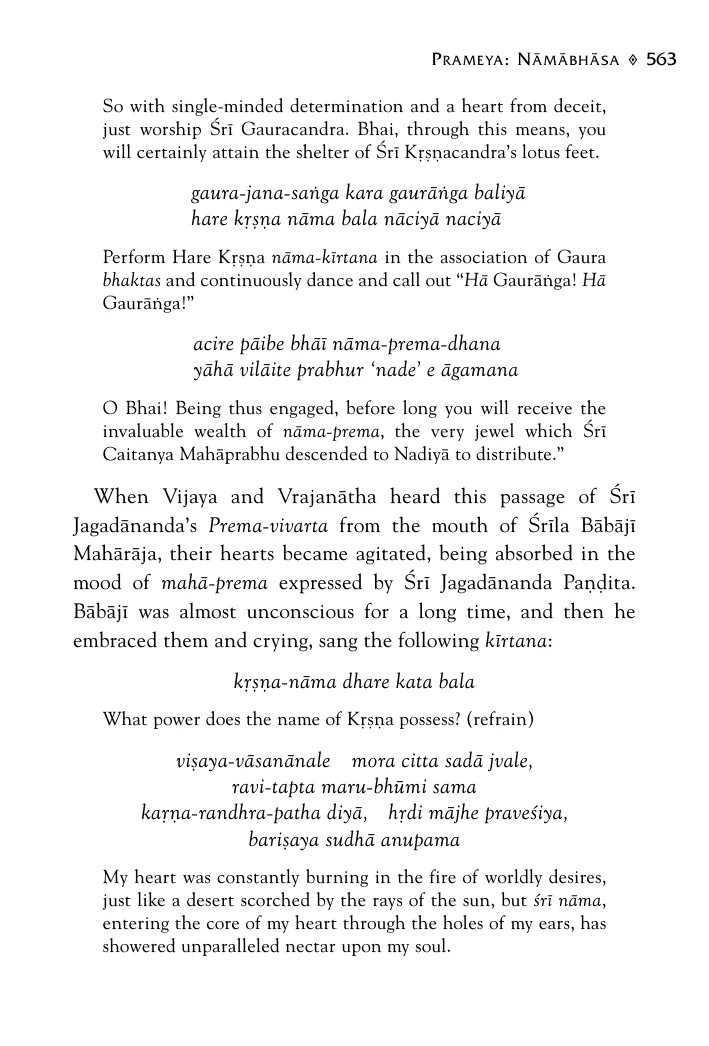 Prameya: Nāmābhāsa ◈ 563
So with single-minded determination and a heart from deceit,
just worship Śrī Gauracandra. Bhai, through this means, you
will certainly attain the shelter of Śrī Kṛṣṇacandra’s lotus feet.
gaura-jana-saṅga kara gaurāṅga baliyā
hare kṛṣṇa nāma bala nāciyā naciyā
Perform Hare Kṛṣṇa nāma-kīrtana in the association of Gaura
bhaktas and continuously dance and call out “Hā Gaurāṅga! Hā
Gaurāṅga!”
acire pāibe bhāī nāma-prema-dhana
yāhā vilāite prabhur ‘nade’ e āgamana
O Bhai! Being thus engaged, before long you will receive the
invaluable wealth of nāma-prema, the very jewel which Śrī
Caitanya Mahāprabhu descended to Nadiyā to distribute.”
When Vijaya and Vrajanātha heard this passage of Śrī
Jagadānanda’s Prema-vivarta from the mouth of Śrīla Bābājī
Mahārāja, their hearts became agitated, being absorbed in the
mood of mahā-prema expressed by Śrī Jagadānanda Paṇḍita.
Bābājī was almost unconscious for a long time, and then he
embraced them and crying, sang the following kīrtana:
kṛṣṇa-nāma dhare kata bala
What power does the name of Kṛṣṇa possess? (refrain)
viṣaya-vāsanānale mora citta sadā jvale,
ravi-tapta maru-bhūmi sama
karṇa-randhra-patha diyā, hṛdi mājhe praveśiya,
bariṣaya sudhā anupama
My heart was constantly burning in the fire of worldly desires,
just like a desert scorched by the rays of the sun, but śrī nāma,
entering the core of my heart through the holes of my ears, has
showered unparalleled nectar upon my soul.